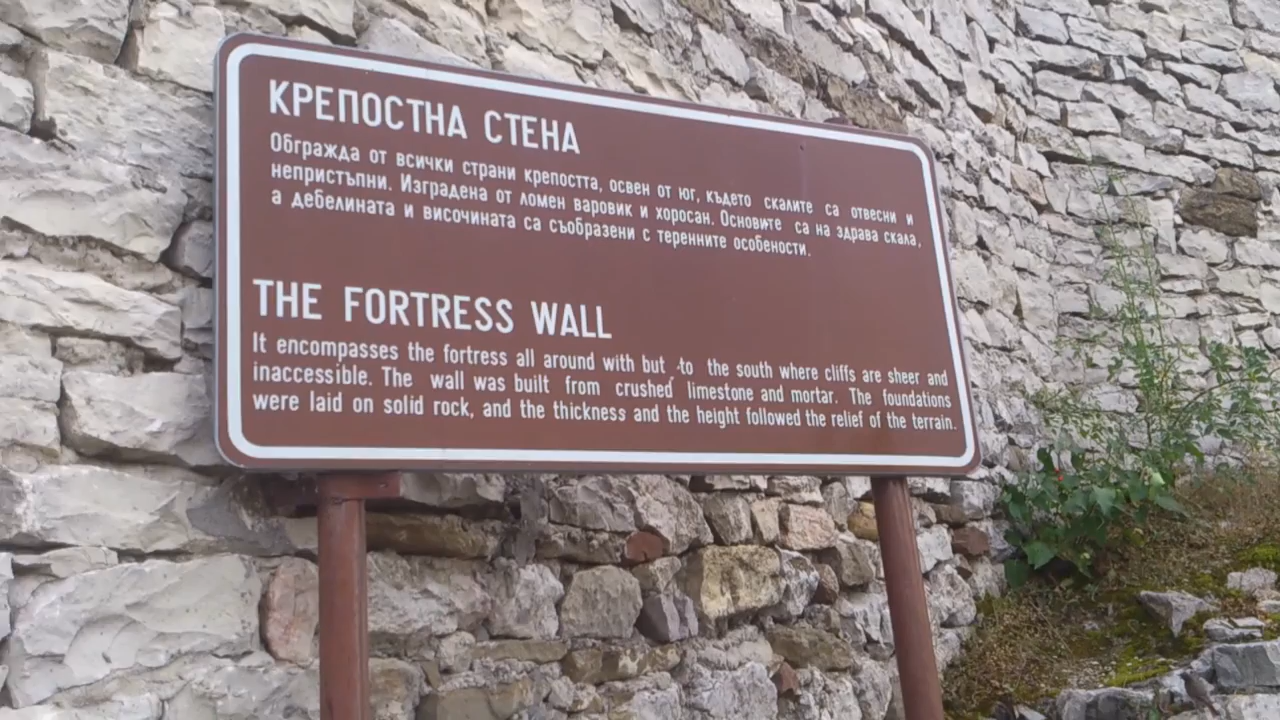 КРЕПОСТНА СТЕНА
Обгражда от всички страни крепостта, освен от юг, където скалите са отвесни и
непристъпни. Изградена от ломен варовик и хоросан. Основите са на здрава скала,
а дебелината и височината са съобразени с теренните особености.
THE FORTRESS WALL
It encompasses the fortress all around with but to the south where cliffs are sheer and
inaccessible. The wall was built from crushed limestone and mortar. The foundations
were laid on solid rock, and the thickness and the height followed the relief of the terrain.